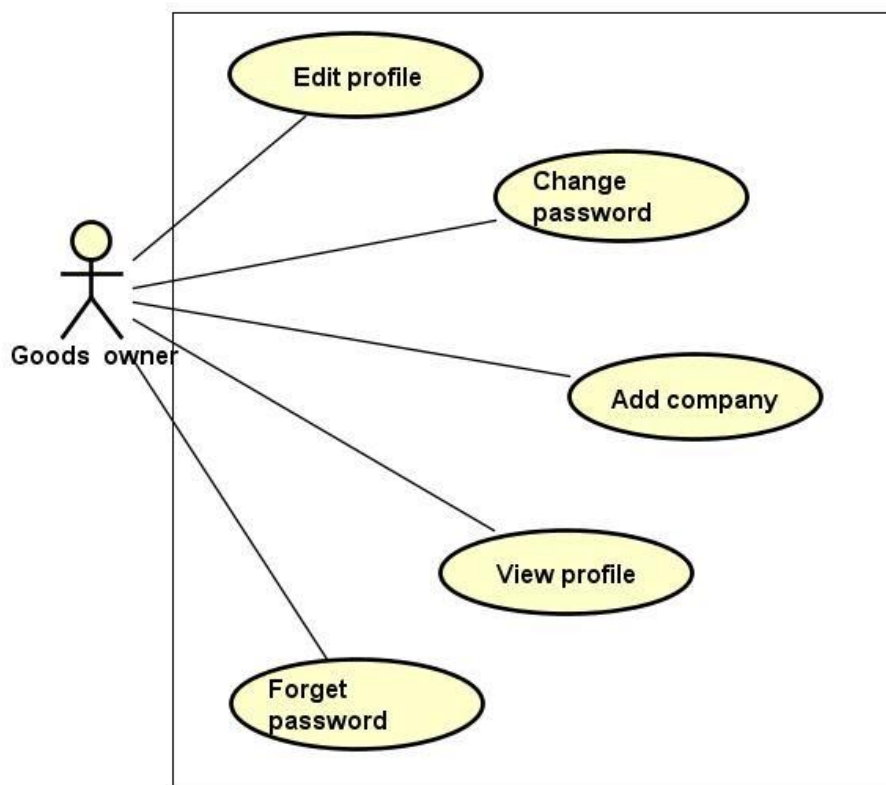 Edit profile
Change
password
Goods owner
Add company
View profile
Forget
password